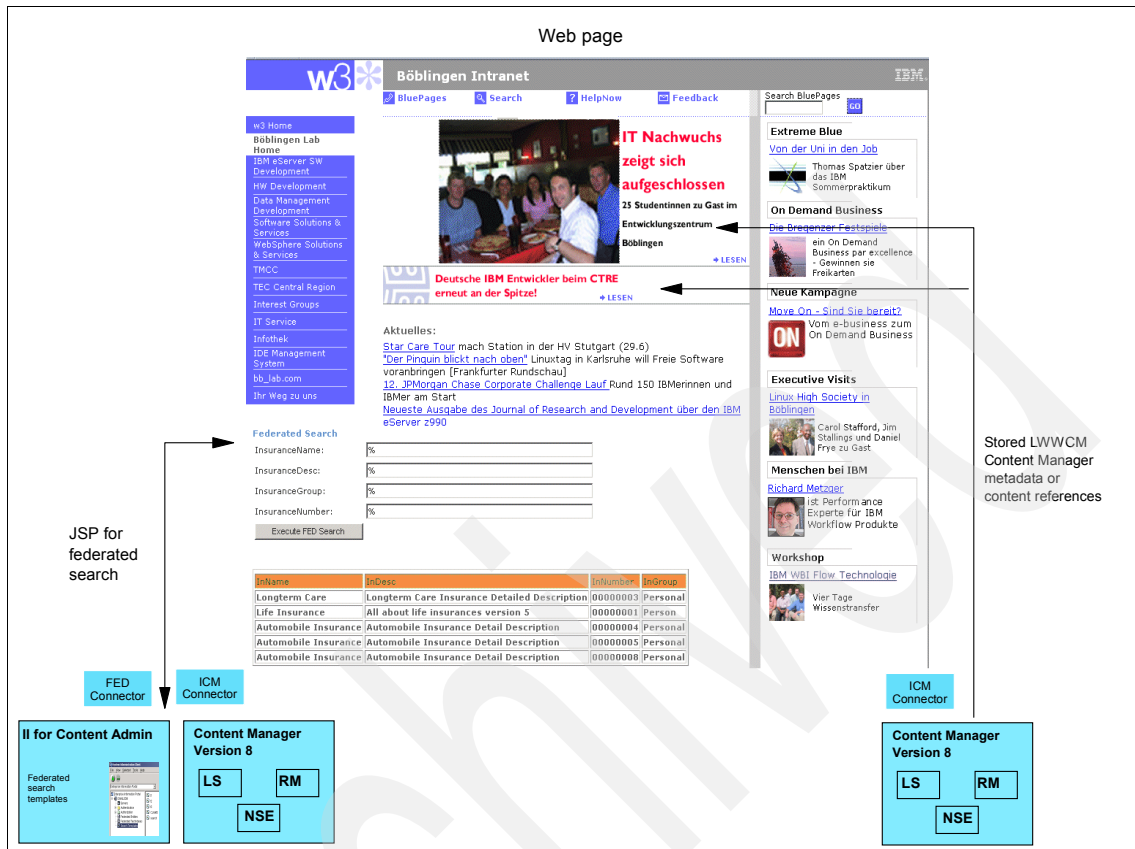 Web page
w3 Böblingen Intranet IBM.
BluePages Search HelpNow Feedback
Search BluePages
GO
w3 Home
Böblingen Lab
Home
IBM eServer SW
Development
HW Development
Data Management
Development
Software Solutions &
Services
WebSphere Solutions
& Services
TMCC
TEC Central Region
Interest Groups
IT Service
Infothek
IDE Management
System
bb_lab.com
Ihr Weg zu uns
IT Nachwuchs
zeigt sich
aufgeschlossen
25 Studentinnen zu Gast im
Entwicklungszentrum
Böblingen
LESEN
Deutsche IBM Entwickler beim CTRE
erneut an der Spitze!
LESEN
Aktuelles:
Star Care Tour mach Station in der HV Stutgart (29.6)
"Der Pinguin blickt nach oben" Linuxtag in Karlsruhe will Freie Software
voranbringen [Frankfurter Rundschau]
12. JPMorgan Chase Corporate Challenge Lauf Rund 150 IBMerinnen und
IBMer am Start
Neueste Ausgabe des Journal of Research and Development über den IBM
eServer z990
Extreme Blue
Von der Uni in den Job
Thomas Spatzier über
das IBM
Sommerpraktikum
On Demand Business
Die Bregenzer Festspiele
ein On Demand
Business par excellence
- Gewinnen sie
Freikarten
Neue Kampagne
Move On - Sind Sie bereit?
ON
Vom e-business zum
On Demand Business
Executive Visits
Linux High Society in
Böblingen
Carol Stafford, Jim
Stallings und Daniel
Frye zu Gast
Menschen bei IBM
Richard Metzger
ist Performance
Experte für IBM
Workflow Produkte
Workshop
IBM WBI Flow Technologie
Vier Tage
Wissenstransfer
Federated Search
InsuranceName: %
InsuranceDesc: %
InsuranceGroup: %
InsuranceNumber: %
Execute FED Search
InName InDesc InNumber InGroup
Longterm Care Longterm Care Insurance Detailed Description 00000003 Personal
Life Insurance All about life insurances version 5 00000001 Person
Automobile Insurance Automobile Insurance Detail Description 00000004 Personal
Automobile Insurance Automobile Insurance Detail Description 00000005 Personal
Automobile Insurance Automobile Insurance Detail Description 00000008 Personal
JSP for
federated
search
Stored LWWCM
Content Manager
metadata or
content references
FED
Connector
ICM
Connector
ICM
Connector
II for Content Admin
Federated
search
templates
Content Manager
Version 8
LS RM
NSE
Content Manager
Version 8
LS RM
NSE